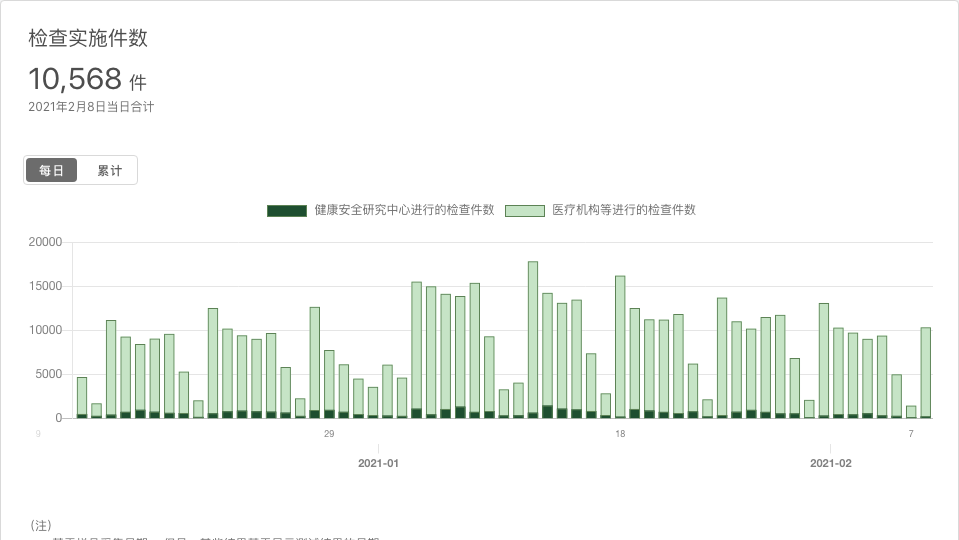 检查实施件数
10,568 件
2021年2月8日当日合计
每日 累计
健康安全研究中心进行的检查件数 医疗机构等进行的检查件数
20000
15000
10000
5000
0
9 29 18 7
2021-01 2021-02
(注)